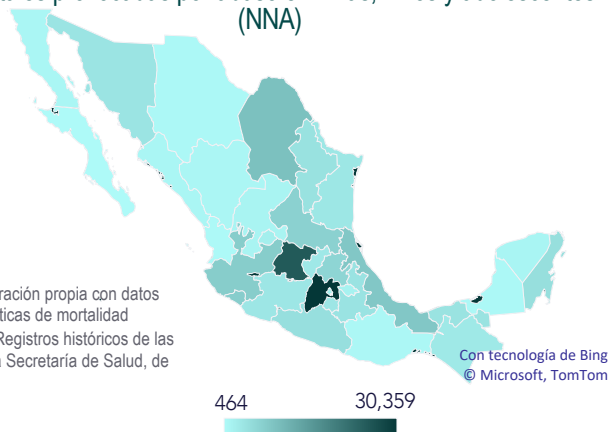 (NNA)
ración propia con datos
ticas de mortalidad
Registros históricos de las
a Secretaría de Salud, de
Con tecnología de Bing
© Microsoft, TomTom
464 30,359